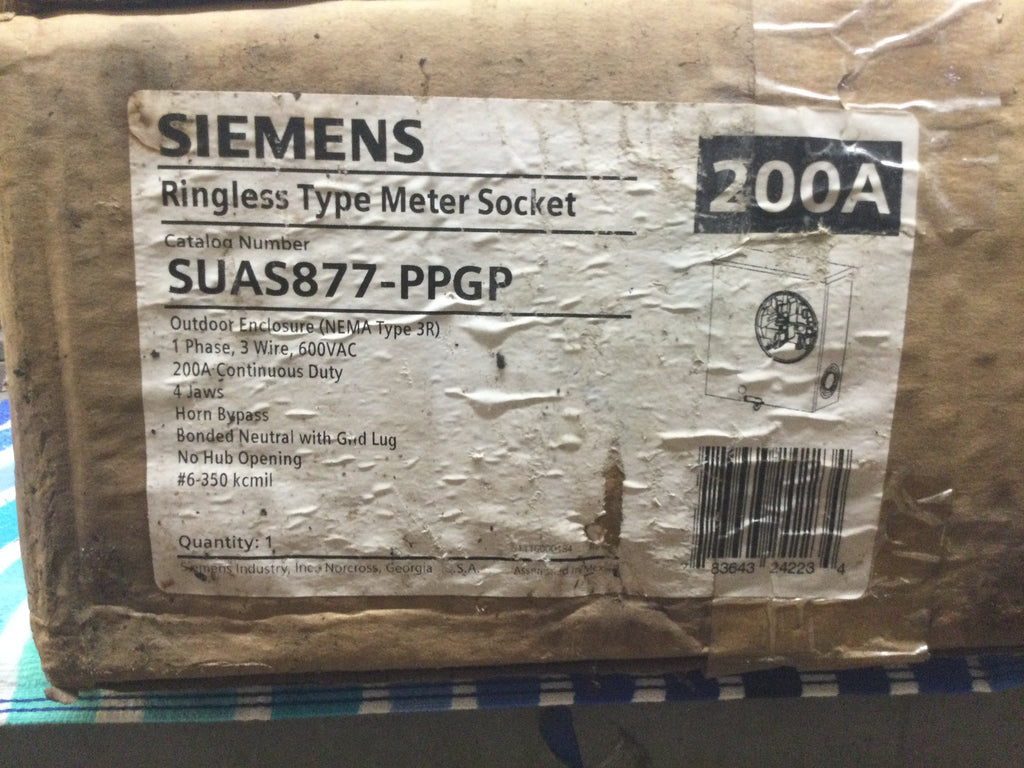 SIEMENS
Ringless Type Meter Socket
200A
Catalog Number
SUAS877-PPGP
Outdoor Enclosure (NEMA Type 3R)
1 Phase, 3 Wire, 600VAC
200A Continuous Duty
4 Jaws
Horn Bypass
Bonded Neutral with Gnd Lug
No Hub Opening
#6-350 kcmil
Quantity: 1
Siemens Industry, Inc. Norcross, Georgia
83643 24223 4